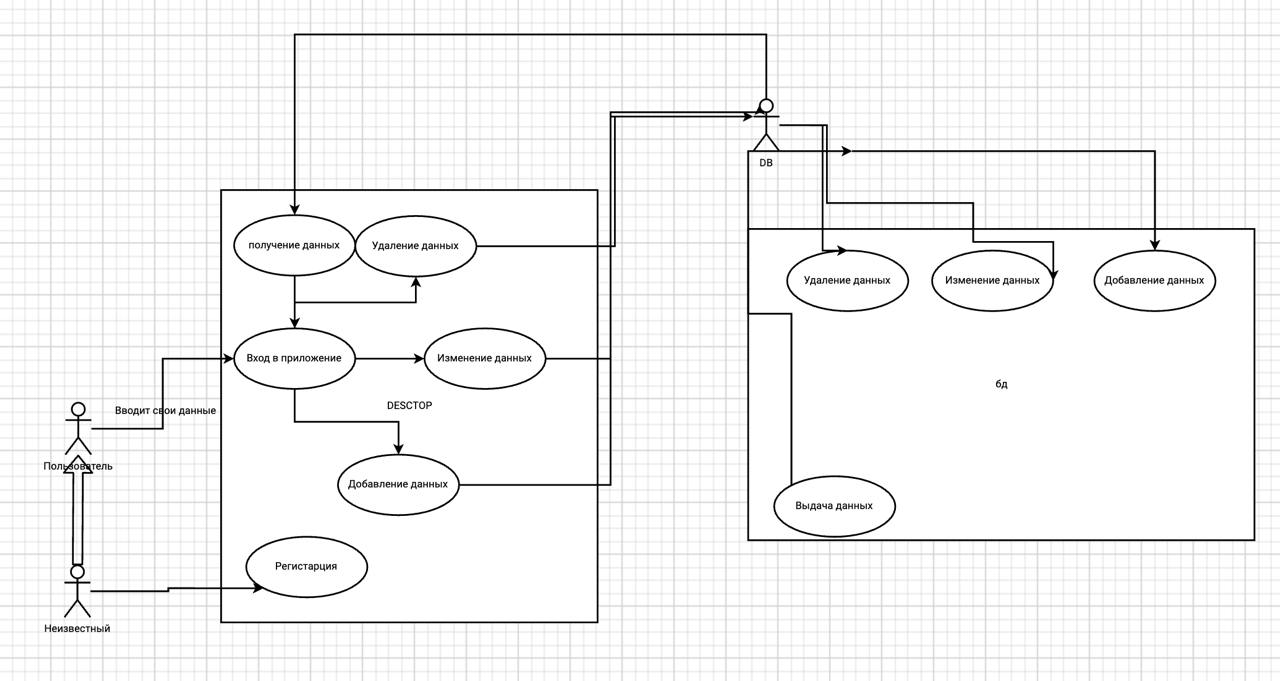 DB
получение данных
Удаление данных
Удаление данных
Изменение данных
Добавление данных
Вход в приложение
Изменение данных
бд
DESCTOP
Вводит свои данные
Пользователь
Добавление данных
Выдача данных
Регистарция
Неизвестный